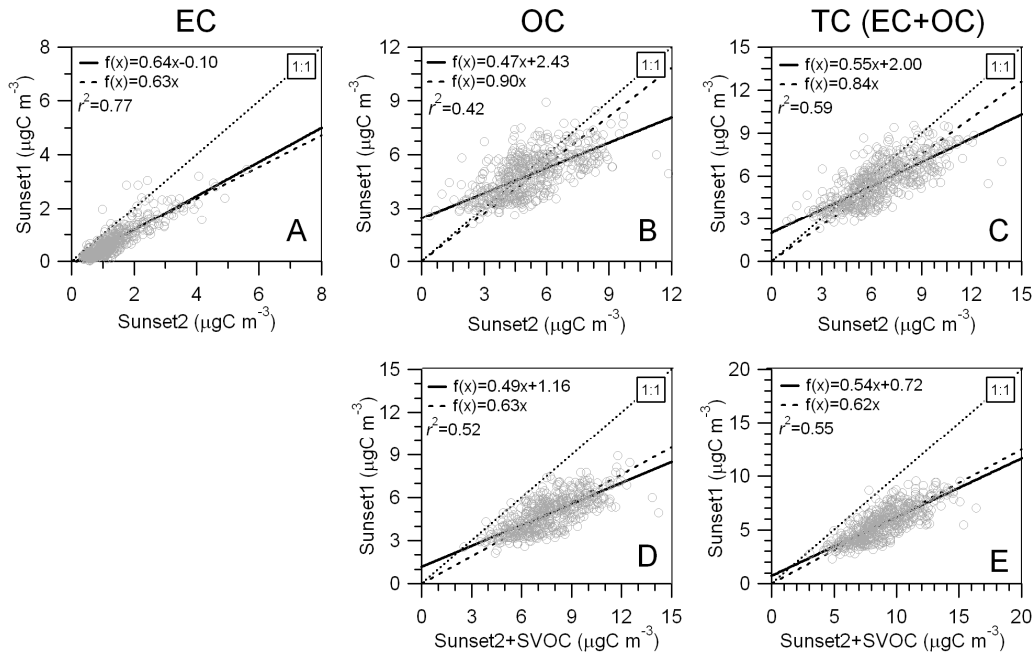 EC
8
6
4
2
0
Sunset1 (µgC m⁻³)
f(x)=0.64x-0.10
f(x)=0.63x
r²=0.77
1:1
A
0 2 4 6 8
Sunset2 (µgC m⁻³)
OC
12
9
6
3
0
Sunset1 (µgC m⁻³)
f(x)=0.47x+2.43
f(x)=0.90x
r²=0.42
1:1
B
0 3 6 9 12
Sunset2 (µgC m⁻³)
TC (EC+OC)
15
12
9
6
3
0
Sunset1 (µgC m⁻³)
f(x)=0.55x+2.00
f(x)=0.84x
r²=0.59
1:1
C
0 3 6 9 12 15
Sunset2 (µgC m⁻³)
15
12
9
6
3
0
Sunset1 (µgC m⁻³)
f(x)=0.49x+1.16
f(x)=0.63x
r²=0.52
1:1
D
0 3 6 9 12 15
Sunset2+SVOC (µgC m⁻³)
20
15
10
5
0
Sunset1 (µgC m⁻³)
f(x)=0.54x+0.72
f(x)=0.62x
r²=0.55
1:1
E
0 5 10 15 20
Sunset2+SVOC (µgC m⁻³)